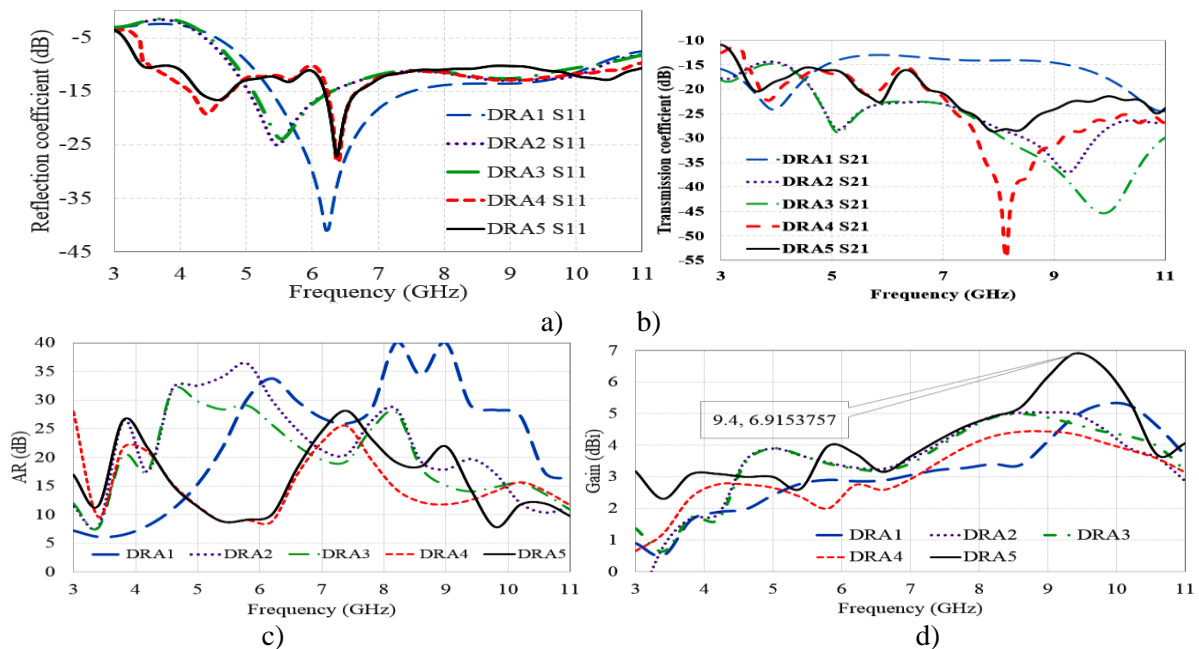 -5
-15
-25
-35
-45
Reflection coefficient (dB)
DRA1 S11
DRA2 S11
DRA3 S11
DRA4 S11
DRA5 S11
3 4 5 6 7 8 9 10 11
Frequency (GHz)
a)
-10
-15
-20
-25
-30
-35
-40
-45
-50
-55
Transmission coefficient (dB)
DRA1 S21
DRA2 S21
DRA3 S21
DRA4 S21
DRA5 S21
3 5 7 9 11
Frequency (GHz)
b)
40
35
30
25
20
15
10
5
0
AR (dB)
DRA1 DRA2 DRA3 DRA4 DRA5
3 4 5 6 7 8 9 10 11
Frequency (GHz)
c)
7
6
5
4
3
2
1
0
Gain (dBi)
9.4, 6.9153757
DRA1 DRA2 DRA3
DRA4 DRA5
3 4 5 6 7 8 9 10 11
Frequency (GHz)
d)